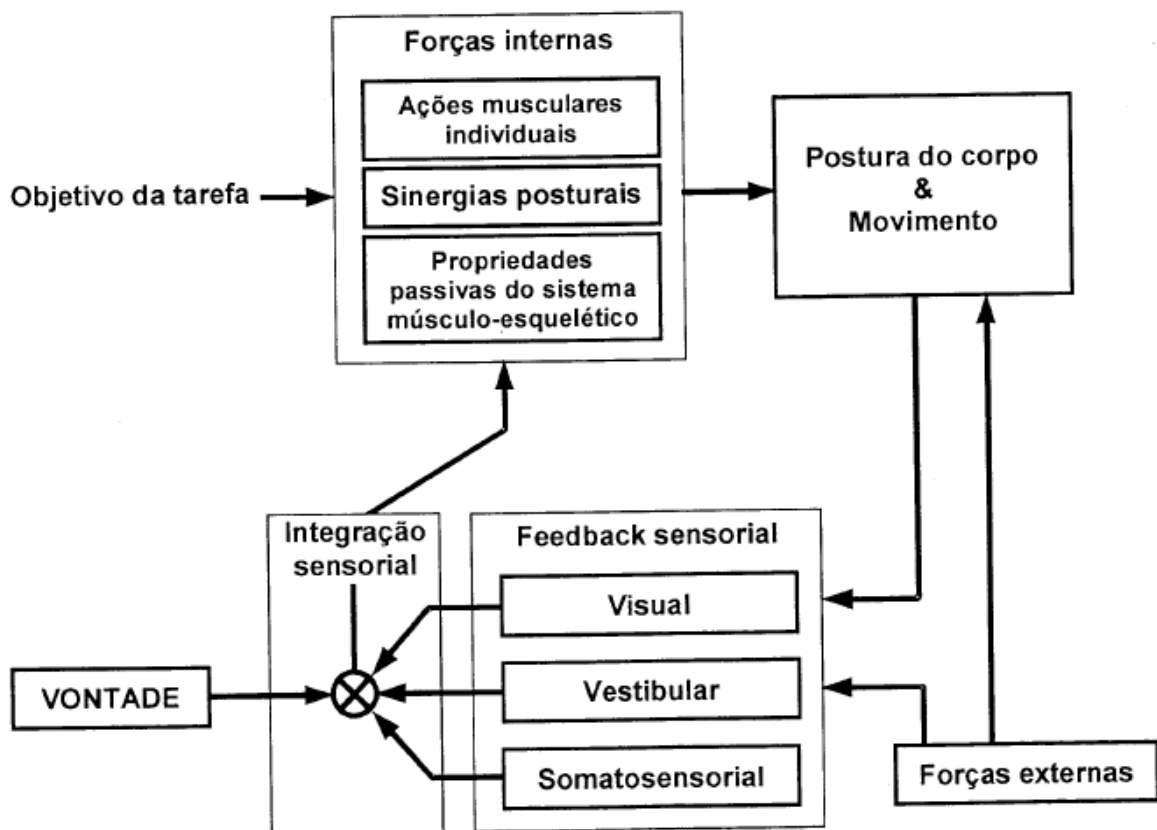 Forças internas
Ações musculares
individuais
Objetivo da tarefa
Sinergias posturais
Propriedades
passivas do sistema
músculo-esquelético
Postura do corpo
&
Movimento
Integração
sensorial
Feedback sensorial
Visual
VONTADE
Vestibular
Somatosensorial
Forças externas